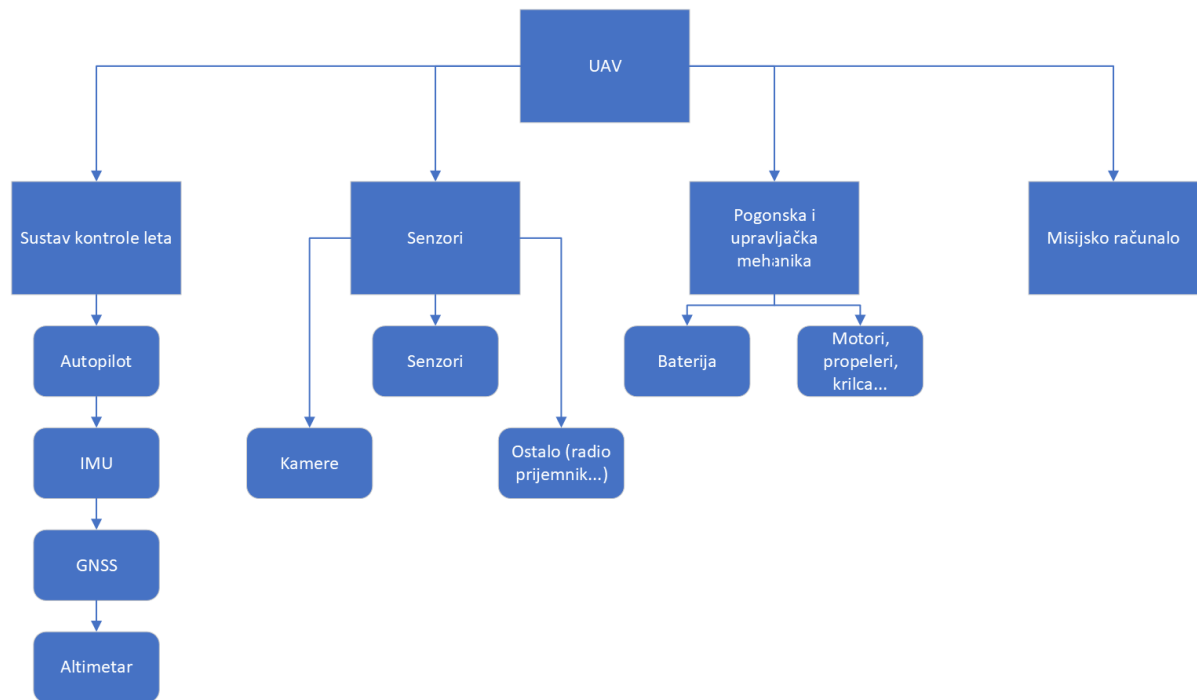 UAV
Sustav kontrole leta
Senzori
Pogonska i
upravljačka
mehanika
Misijsko računalo
Autopilot
Senzori
Baterija
Motori,
propeleri,
krilca...
IMU
Kamere
Ostalo (radio
prijemnik...)
GNSS
Altimetar